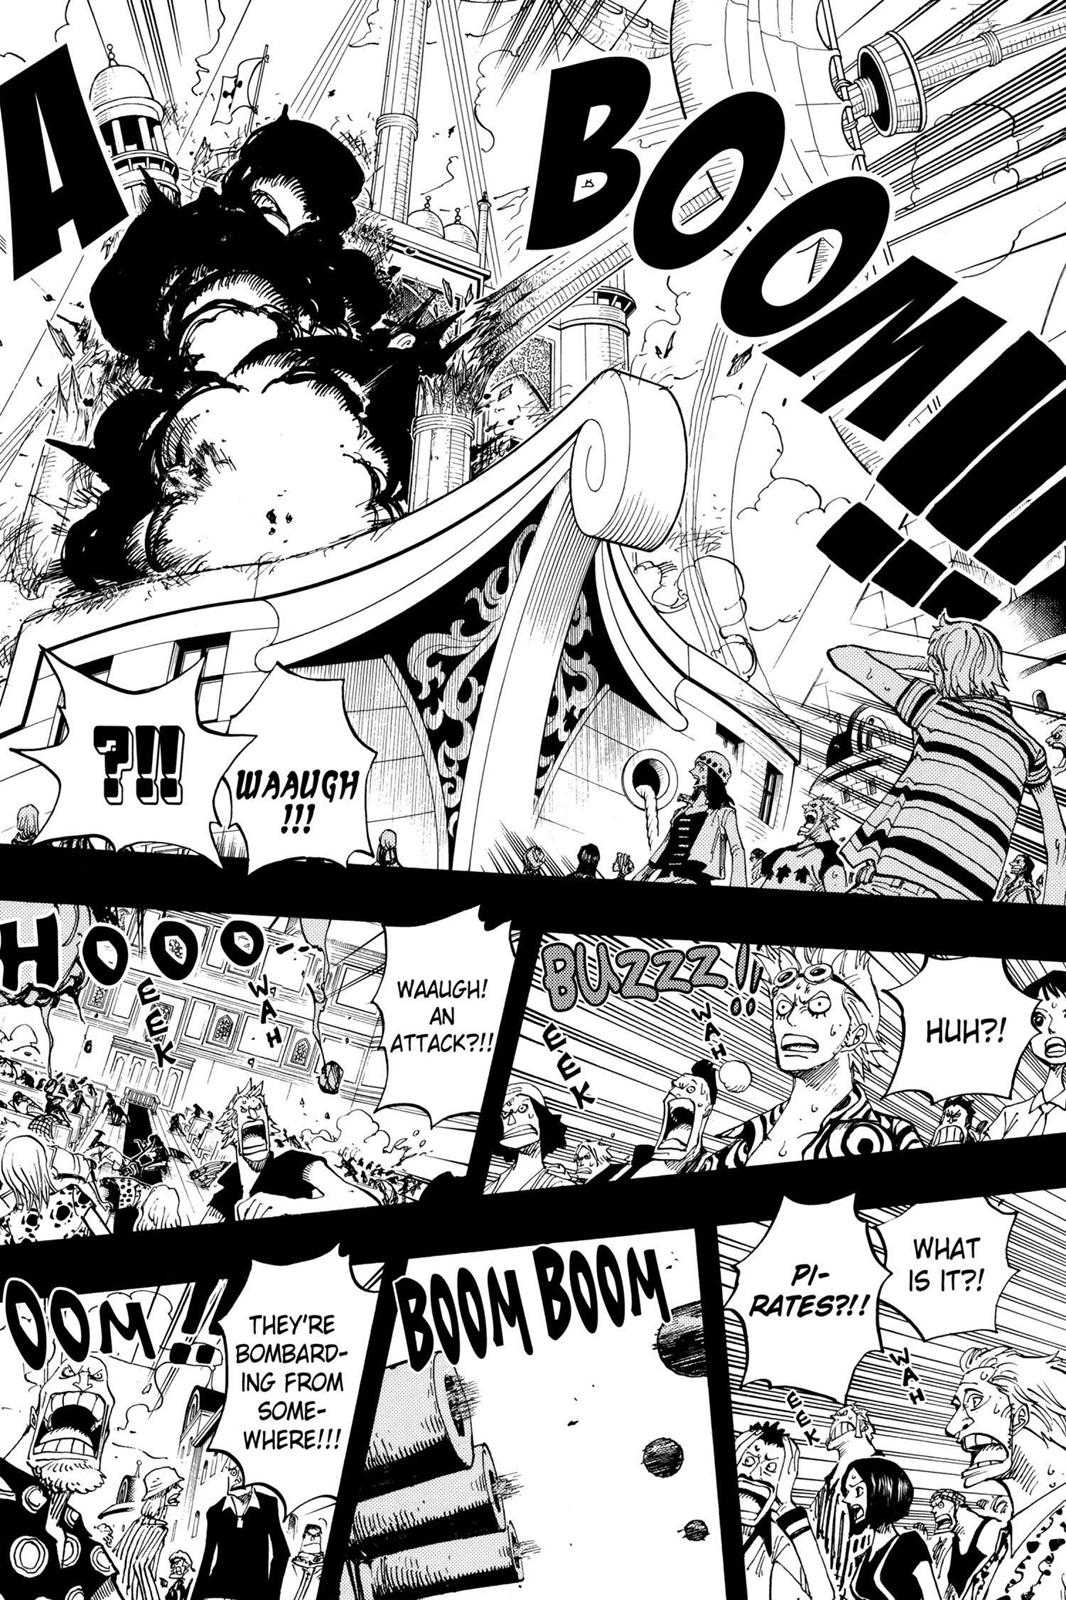 A
BOOM!!!
WAAUGH
!!!
?!!!
HUH?!
BUZZZ!!
WAH
EEK
WAAUGH!
AN
ATTACK?!!
HOOO--
WAH
EEK
WHAT
IS IT?!
PI-
RATES?!!
WAH
EEK
BOOM BOOM
THEY'RE
BOMBARD-
ING FROM
SOME-
WHERE!!!
OOM!!